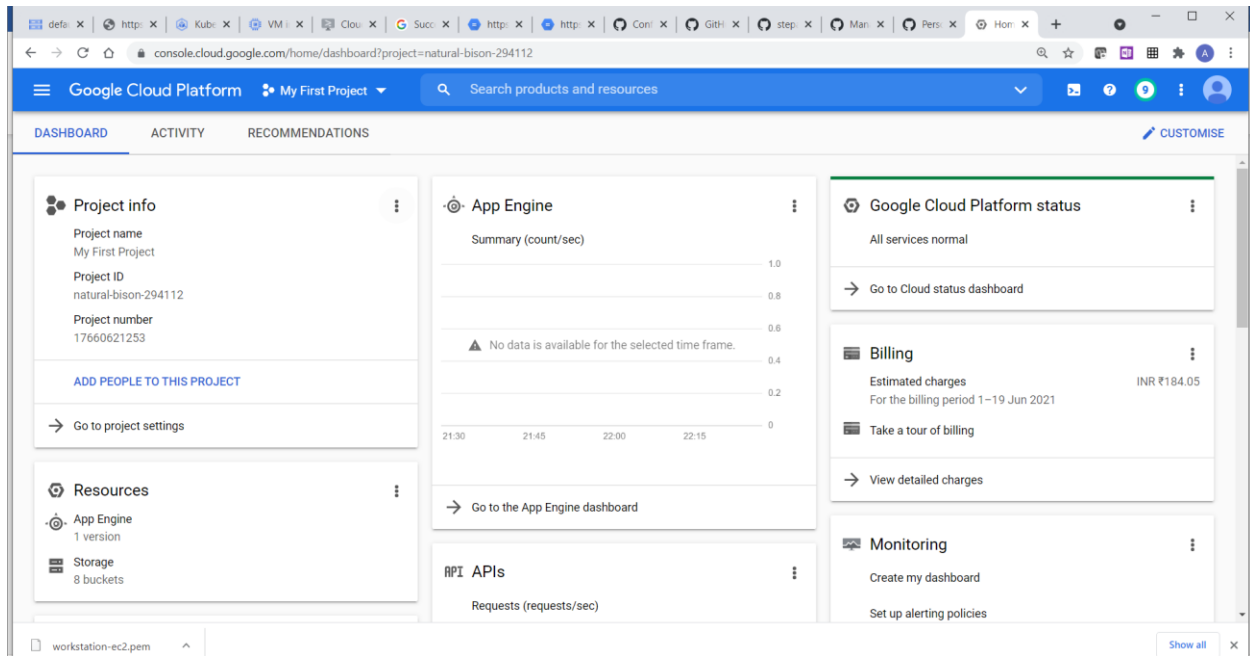 defa
https
Kube
VM i
Clou
Succ
https
https
Conf
GitH
step
Man
Perso
Hom
console.cloud.google.com/home/dashboard?project=natural-bison-294112
A
Google Cloud Platform
My First Project
Search products and resources
9
DASHBOARD
ACTIVITY
RECOMMENDATIONS
CUSTOMISE
Project info
Project name
My First Project
Project ID
natural-bison-294112
Project number
17660621253
ADD PEOPLE TO THIS PROJECT
Go to project settings
Resources
App Engine
1 version
Storage
8 buckets
App Engine
Summary (count/sec)
1.0
0.8
0.6
No data is available for the selected time frame.
0.4
0.2
0
21:30 21:45 22:00 22:15
Go to the App Engine dashboard
API APIs
Requests (requests/sec)
Google Cloud Platform status
All services normal
Go to Cloud status dashboard
Billing
Estimated charges INR ₹184.05
For the billing period 1–19 Jun 2021
Take a tour of billing
View detailed charges
Monitoring
Create my dashboard
Set up alerting policies
workstation-ec2.pem
Show all